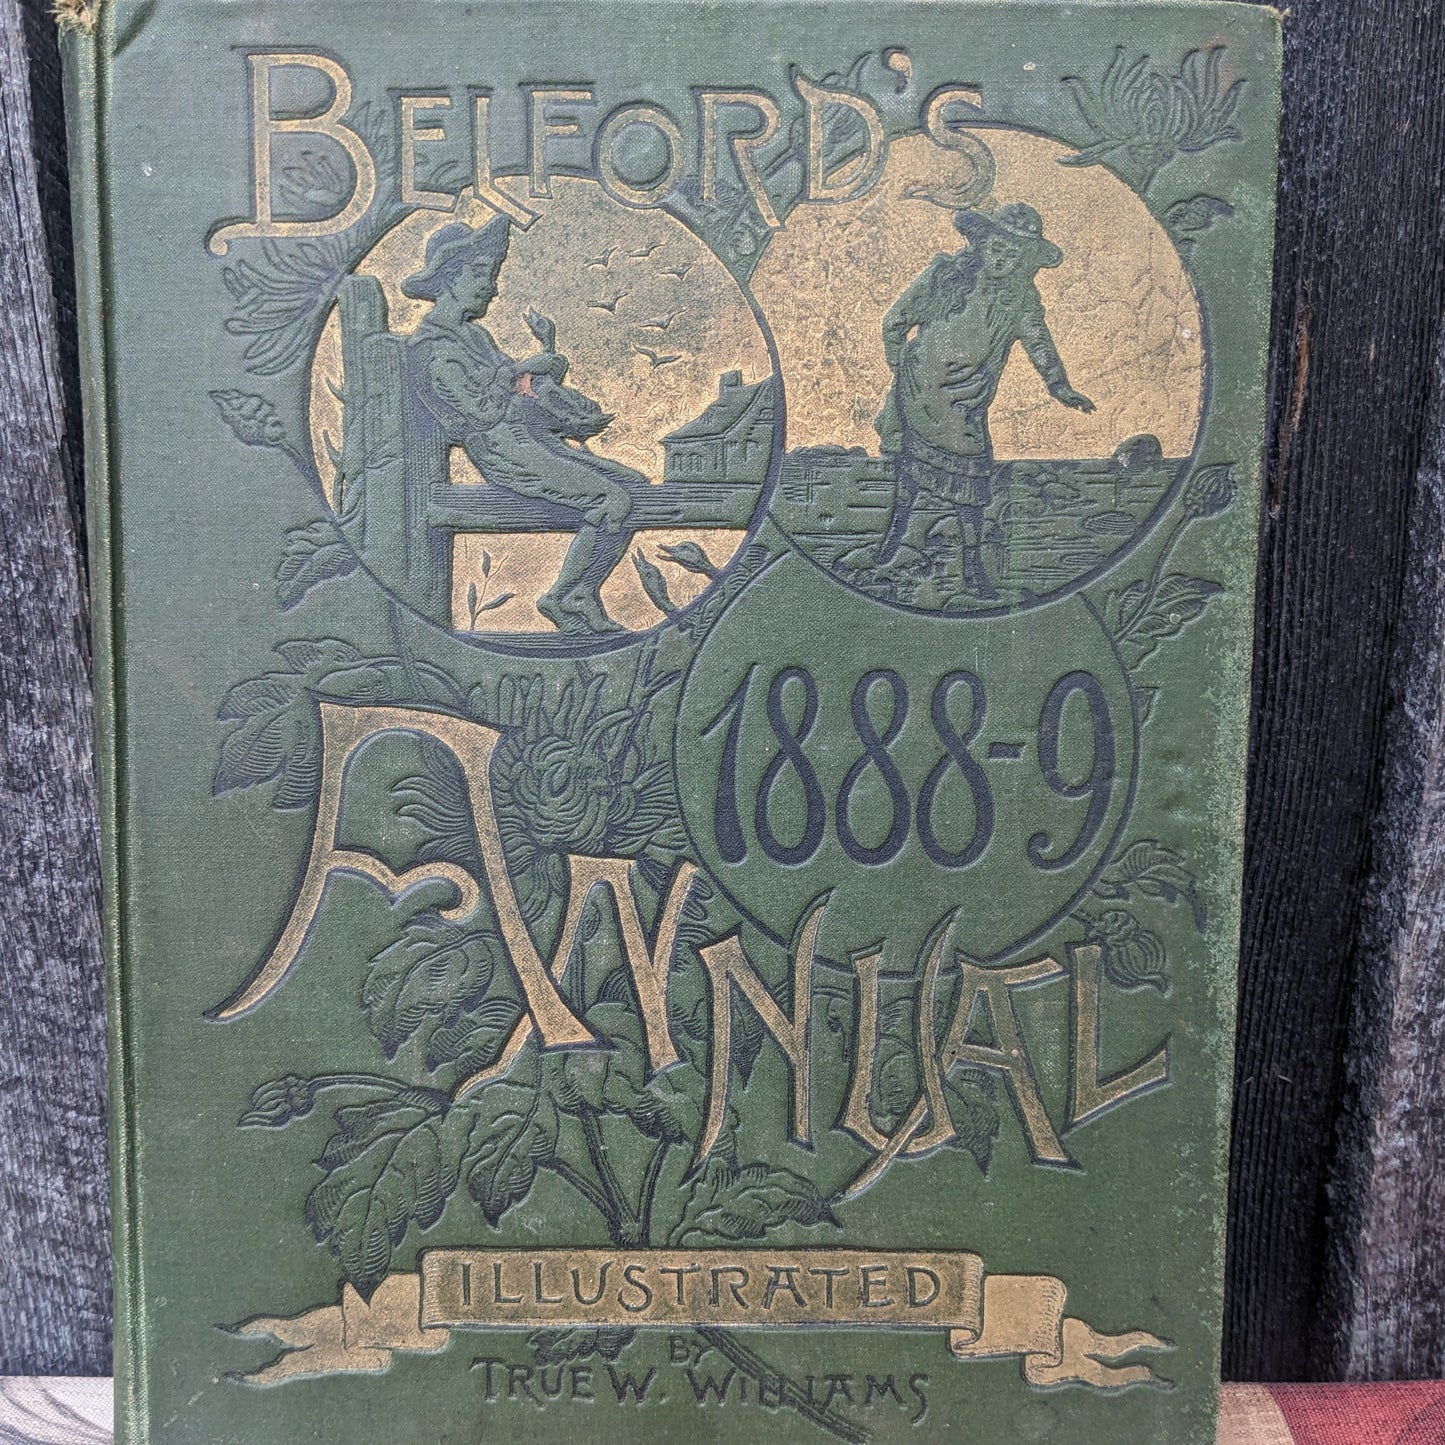 BELFORD'S
1888-9
ANNUAL
ILLUSTRATED
BY
TRUE W. WILLIAMS